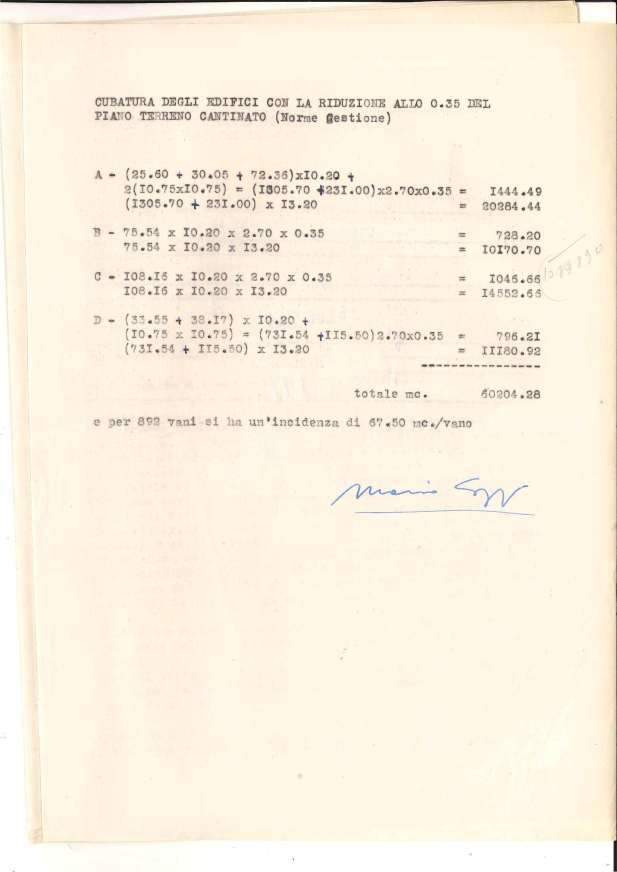 CUBATURA DEGLI EDIFICI CON LA RIDUZIONE ALLO 0.35 DEL
PIANO TERRENO CANTINATO (Norme Gestione)
A - (25.60 + 30.05 + 72.36)xI0.20 +
2(I0.75xI0.75) = (I305.70 +23I.00)x2.70x0.35 = I444.49
(I305.70 + 23I.00) x I3.20 = 20284.44
B - 75.54 x I0.20 x 2.70 x 0.35 = 728.20
75.54 x I0.20 x I3.20 = I0I70.70
C - I08.I6 x I0.20 x 2.70 x 0.35 = I046.66
I08.I6 x I0.20 x I3.20 = I4552.66
D - (33.55 + 38.I7) x I0.20 +
(I0.75 x I0.75) = (73I.54 +II5.50)2.70x0.35 = 796.2I
(73I.54 + II5.50) x I3.20 = III80.92
-----------------
totale mc. 60204.28
e per 892 vani si ha un'incidenza di 67.50 mc./vano
Mario